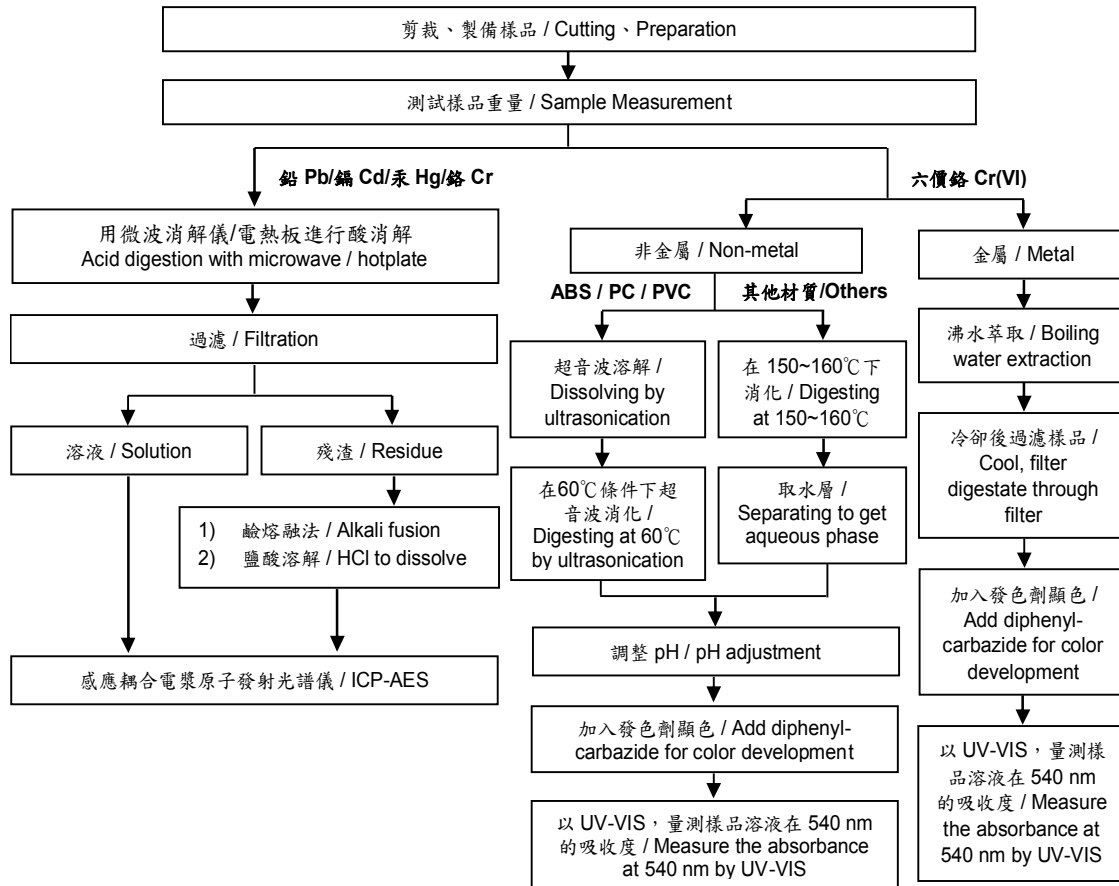 剪裁、製備樣品 / Cutting、Preparation
測試樣品重量 / Sample Measurement
鉛 Pb/鎘 Cd/汞 Hg/鉻 Cr
六價鉻 Cr(VI)
用微波消解儀/電熱板進行酸消解
Acid digestion with microwave / hotplate
過濾 / Filtration
溶液 / Solution
殘渣 / Residue
1) 鹼熔融法 / Alkali fusion
2) 鹽酸溶解 / HCl to dissolve
感應耦合電漿原子發射光譜儀 / ICP-AES
非金屬 / Non-metal
ABS / PC / PVC
其他材質/Others
超音波溶解 /
Dissolving by
ultrasonication
在 150~160℃下
消化 / Digesting
at 150~160℃
在60℃條件下超
音波消化 /
Digesting at 60℃
by ultrasonication
取水層 /
Separating to get
aqueous phase
調整 pH / pH adjustment
加入發色劑顯色 / Add diphenyl-
carbazide for color development
以 UV-VIS，量測樣品溶液在 540 nm
的吸收度 / Measure the absorbance
at 540 nm by UV-VIS
金屬 / Metal
沸水萃取 / Boiling
water extraction
冷卻後過濾樣品 /
Cool, filter
digestate through
filter
加入發色劑顯色 /
Add diphenyl-
carbazide for color
development
以 UV-VIS，量測樣
品溶液在 540 nm
的吸收度 / Measure
the absorbance at
540 nm by UV-VIS